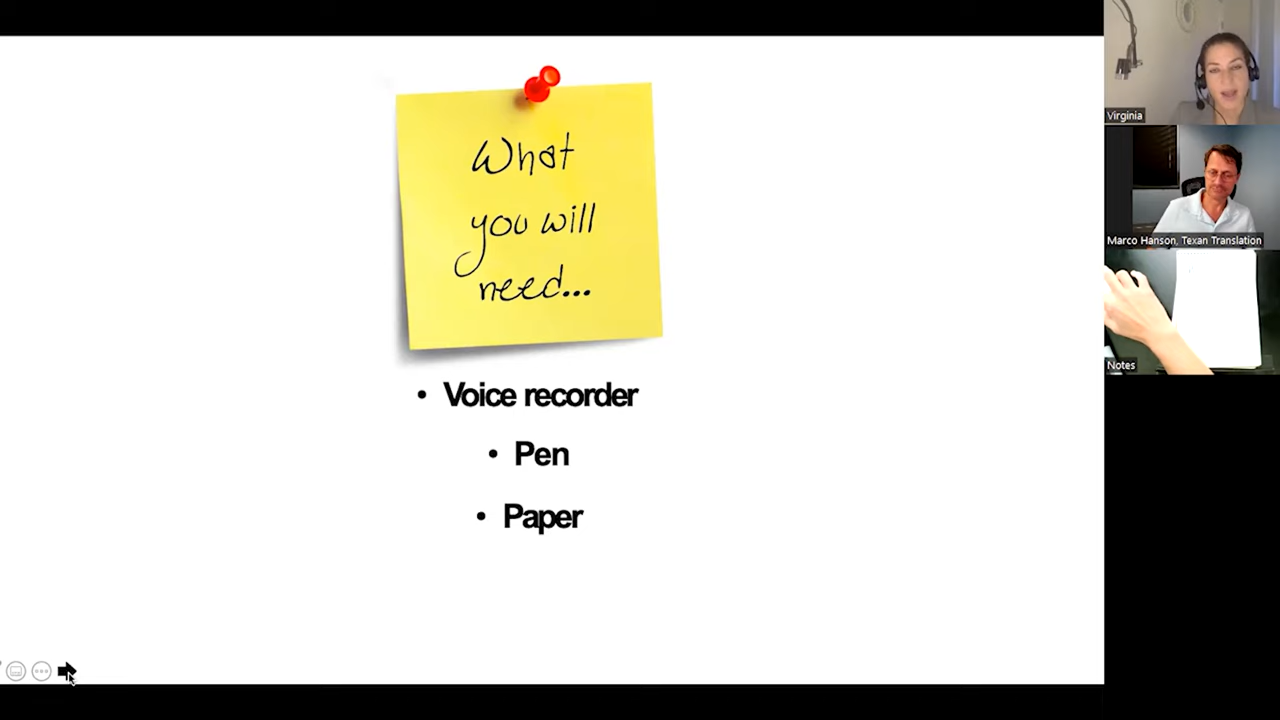 What
you will
need...
• Voice recorder
• Pen
• Paper
Virginia
Marco Hanson, Texan Translation
Notes